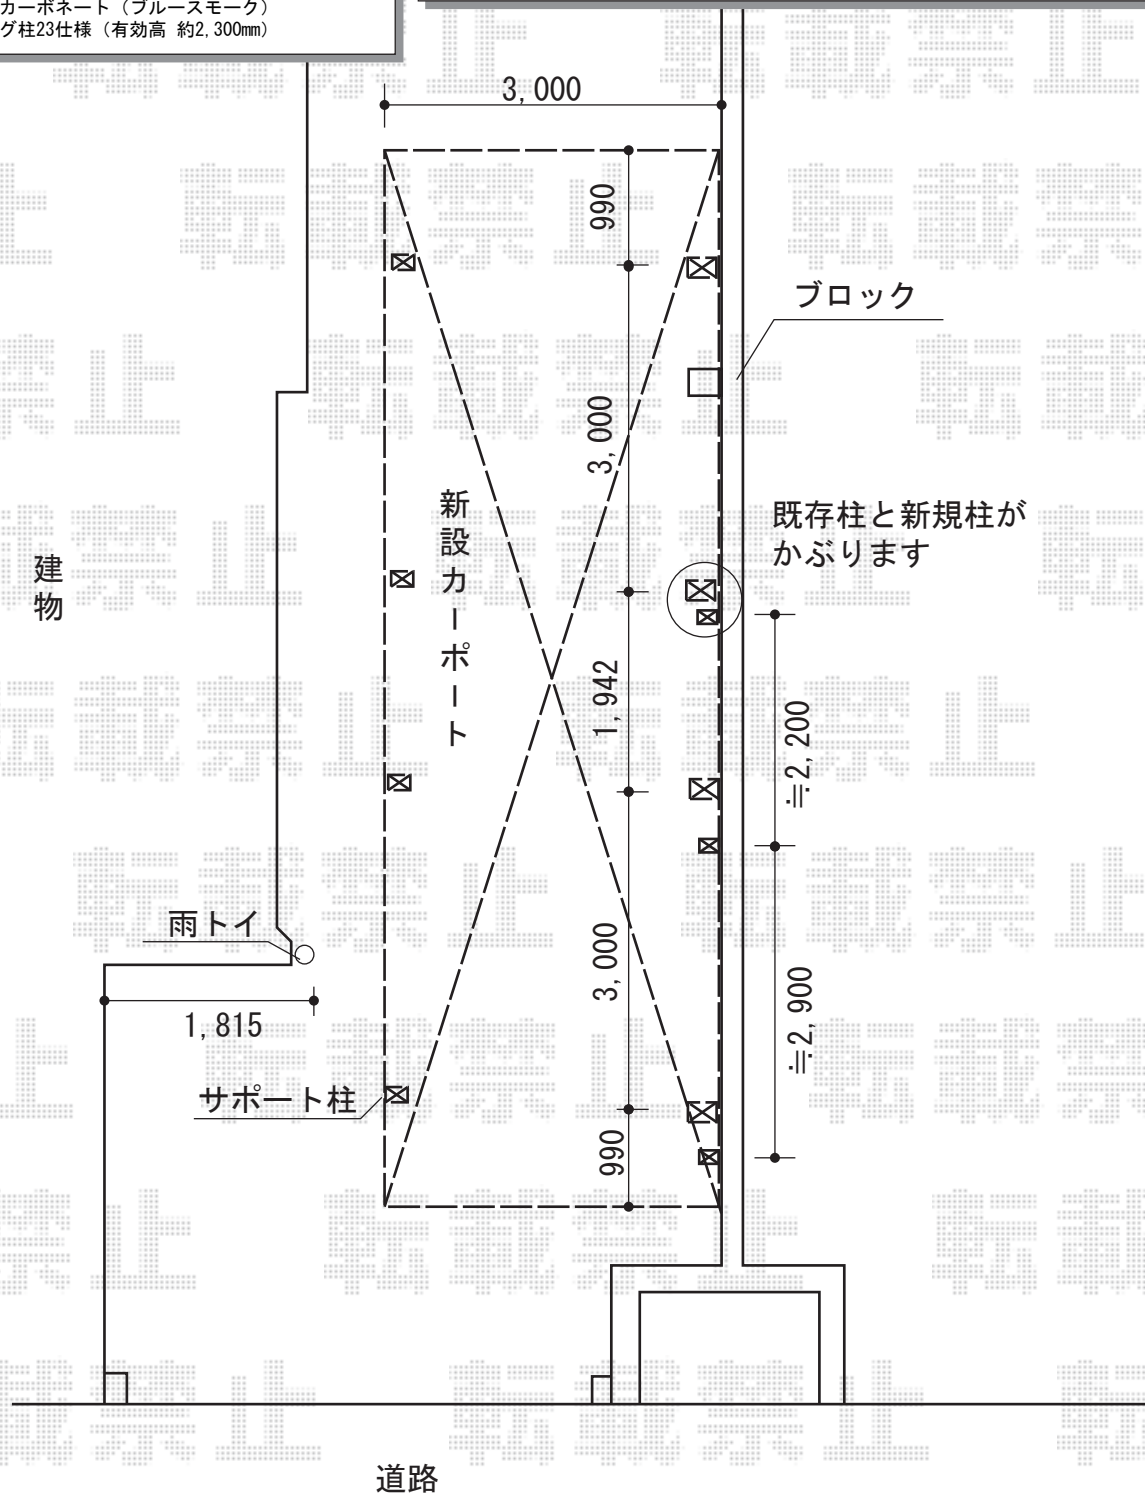 カーボネート（ブルースモーク）
グ柱23仕様（有効高 約2,300mm）
3,000
990
ブロック
3,000
新設カーポート
既存柱と新規柱が
かぶります
建物
1,942
≒2,200
雨トイ
3,000
1,815
≒2,900
サポート柱
990
道路
転載禁止